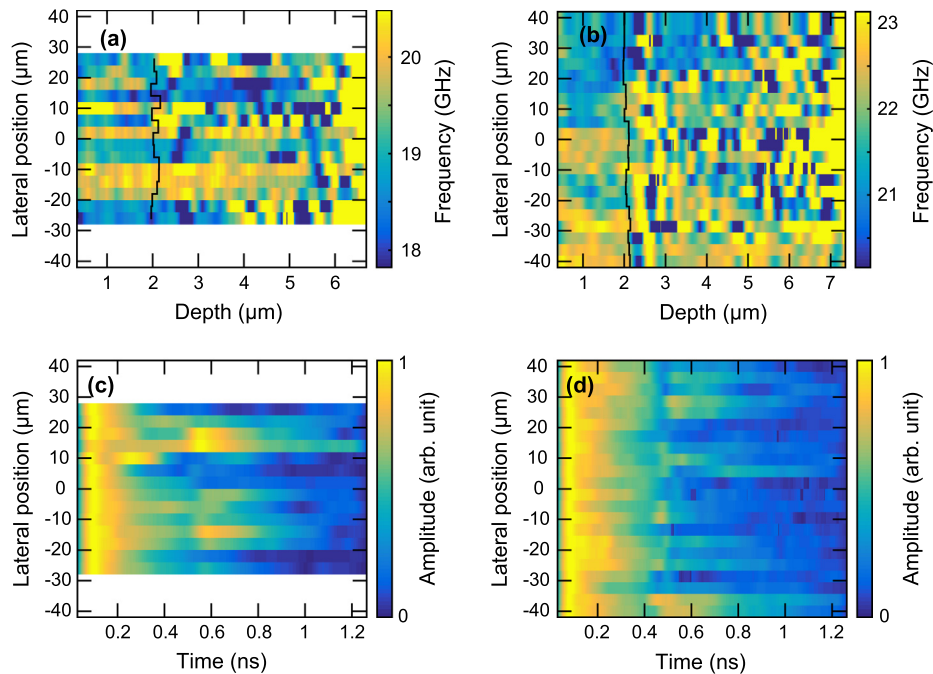 (a)
Lateral position (µm)
40
30
20
10
0
-10
-20
-30
-40
1 2 3 4 5 6
Depth (µm)
20
19
18
Frequency (GHz)
(b)
Lateral position (µm)
40
30
20
10
0
-10
-20
-30
-40
1 2 3 4 5 6 7
Depth (µm)
23
22
21
Frequency (GHz)
(c)
Lateral position (µm)
40
30
20
10
0
-10
-20
-30
-40
0.2 0.4 0.6 0.8 1.0 1.2
Time (ns)
1
0
Amplitude (arb. unit)
(d)
Lateral position (µm)
40
30
20
10
0
-10
-20
-30
-40
0.2 0.4 0.6 0.8 1.0 1.2
Time (ns)
1
0
Amplitude (arb. unit)